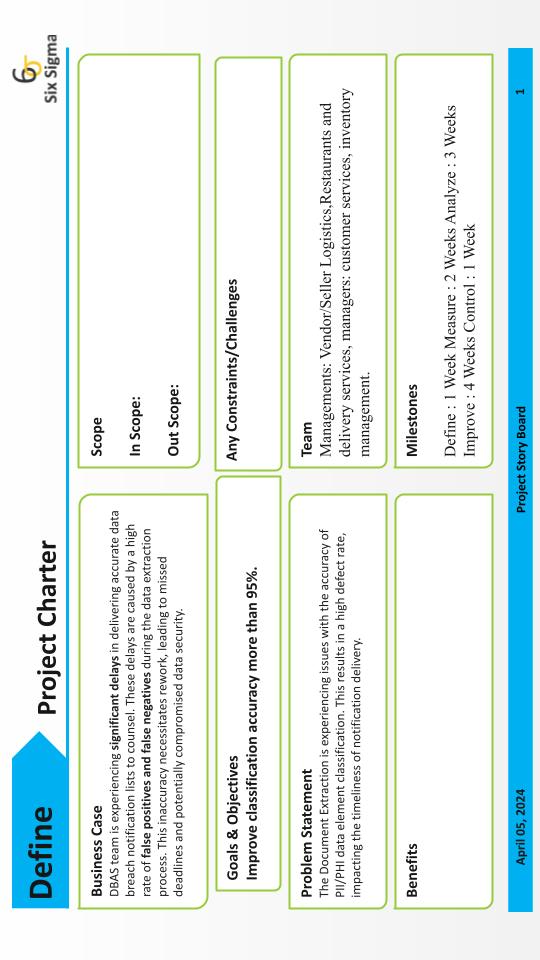 Define
Project Charter
6σ
Six Sigma
Business Case
DBAS team is experiencing significant delays in delivering accurate data
breach notification lists to counsel. These delays are caused by a high
rate of false positives and false negatives during the data extraction
process. This inaccuracy necessitates rework, leading to missed
deadlines and potentially compromised data security.
Scope
In Scope:
Out Scope:
Goals & Objectives
Improve classification accuracy more than 95%.
Any Constraints/Challenges
Problem Statement
The Document Extraction is experiencing issues with the accuracy of
PII/PHI data element classification. This results in a high defect rate,
impacting the timeliness of notification delivery.
Team
Managements: Vendor/Seller Logistics,Restaurants and
delivery services, managers: customer services, inventory
management.
Benefits
Milestones
Define : 1 Week Measure : 2 Weeks Analyze : 3 Weeks
Improve : 4 Weeks Control : 1 Week
April 05, 2024
Project Story Board
1